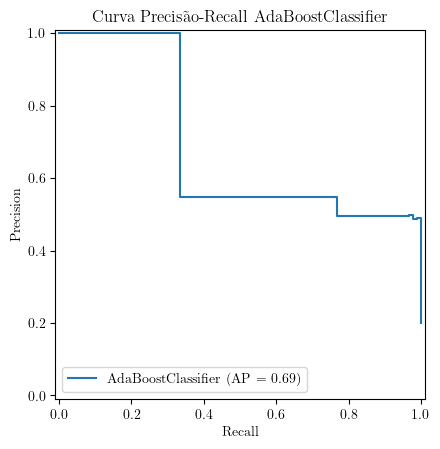 Curva Precisão-Recall AdaBoostClassifier
1.0
0.8
0.6
0.4
0.2
0.0
Precision
AdaBoostClassifier (AP = 0.69)
0.0 0.2 0.4 0.6 0.8 1.0
Recall